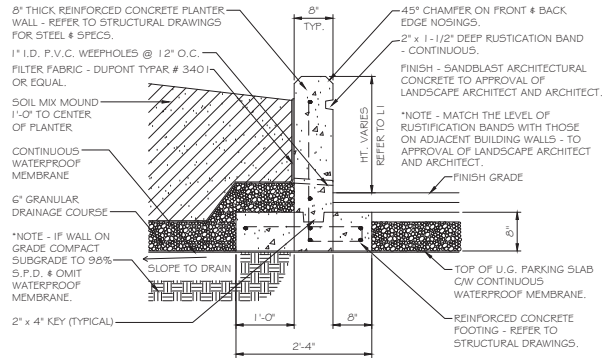 8" THICK REINFORCED CONCRETE PLANTER
WALL - REFER TO STRUCTURAL DRAWINGS
FOR STEEL & SPECS.
1" I.D. P.V.C. WEEPHOLES @ 12" O.C.
FILTER FABRIC - DUPONT TYPAR # 3401
OR EQUAL.
SOIL MIX MOUND
1'-0" TO CENTER
OF PLANTER
CONTINUOUS
WATERPROOF
MEMBRANE
6" GRANULAR
DRAINAGE COURSE
*NOTE - IF WALL ON
GRADE COMPACT
SUBGRADE TO 98%
S.P.D. & OMIT
WATERPROOF
MEMBRANE.
2" x 4" KEY (TYPICAL)
SLOPE TO DRAIN
8"
TYP.
HT. VARIES
REFER TO L1
8"
1'-0"
8"
2'-4"
45° CHAMFER ON FRONT & BACK
EDGE NOSINGS.
2" x 1-1/2" DEEP RUSTICATION BAND
- CONTINUOUS.
FINISH - SANDBLAST ARCHITECTURAL
CONCRETE TO APPROVAL OF
LANDSCAPE ARCHITECT AND ARCHITECT.
*NOTE - MATCH THE LEVEL OF
RUSTIFICATION BANDS WITH THOSE
ON ADJACENT BUILDING WALLS - TO
APPROVAL OF LANDSCAPE ARCHITECT
AND ARCHITECT.
FINISH GRADE
TOP OF U.G. PARKING SLAB
C/W CONTINUOUS
WATERPROOF MEMBRANE.
REINFORCED CONCRETE
FOOTING - REFER TO
STRUCTURAL DRAWINGS.